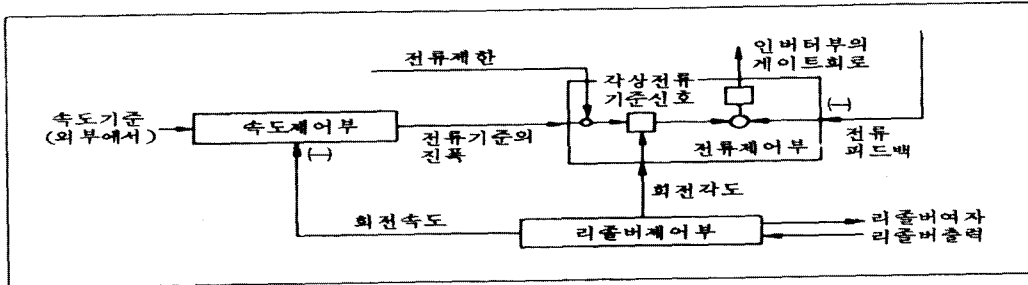 전류제한
인버터부의
게이트회로
각상전류
기준신호
(—)
속도기준
(외부에서)
속도제어부
전류기준의
진폭
전류
피드백
전류제어부
(—)
회전각도
회전속도
리졸버제어부
리졸버여자
리졸버출력